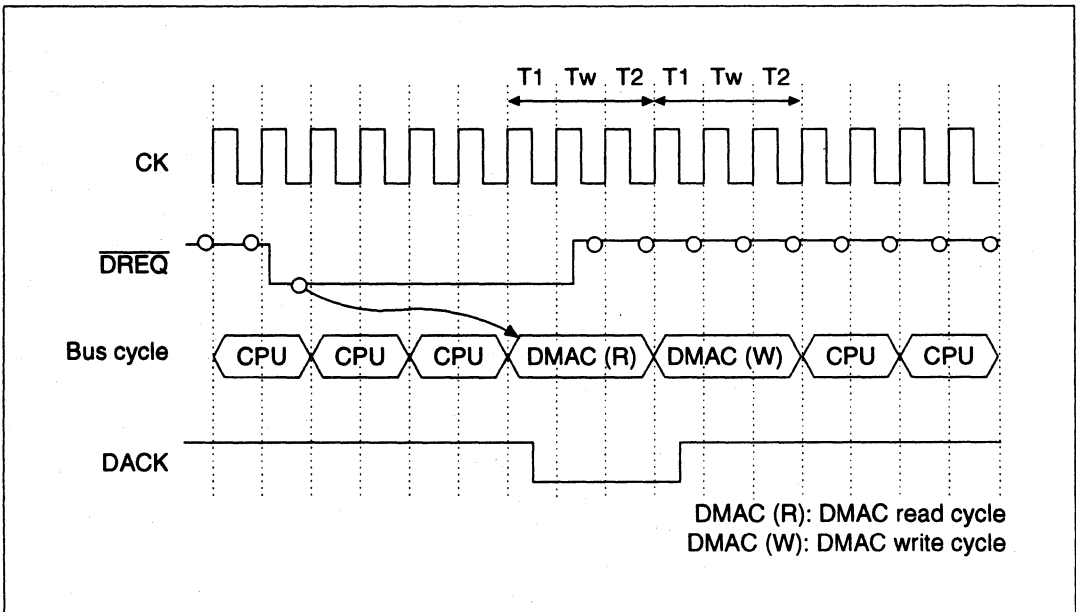 T1 Tw T2 T1 Tw T2
CK
DREQ
Bus cycle
CPU CPU CPU DMAC (R) DMAC (W) CPU CPU
DACK
DMAC (R): DMAC read cycle
DMAC (W): DMAC write cycle